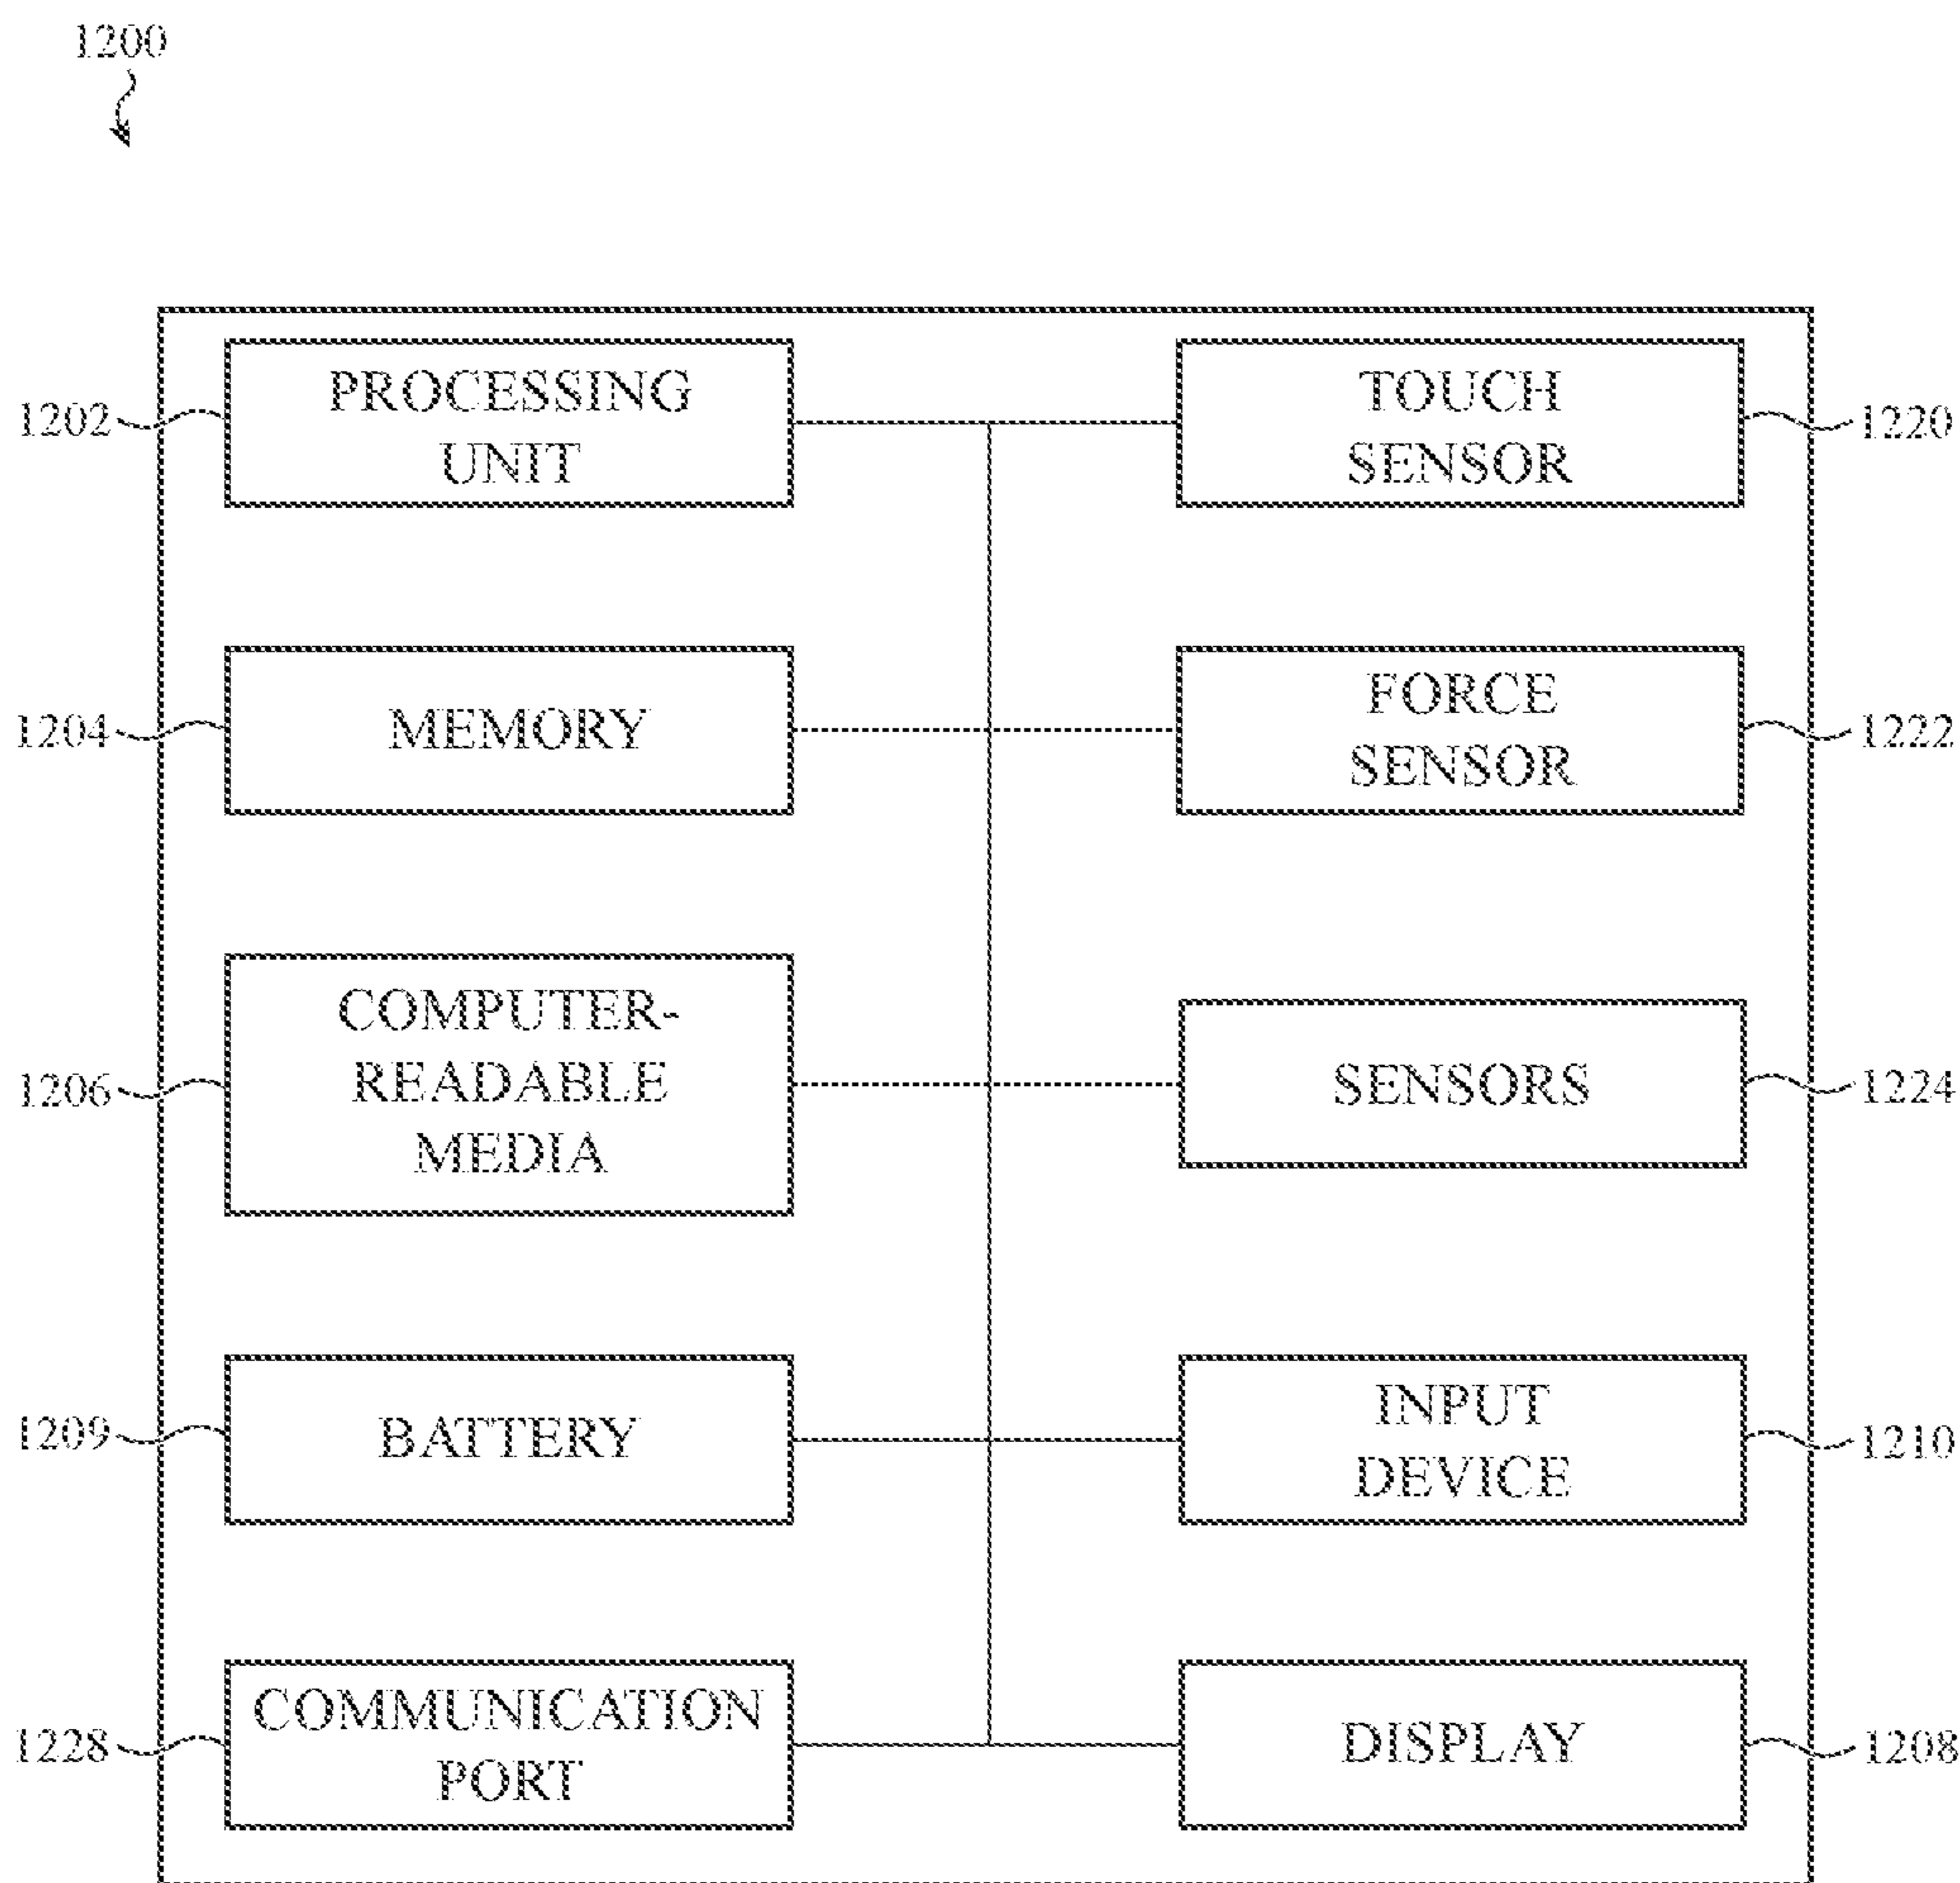 1200
1202
PROCESSING
UNIT
TOUCH
SENSOR
1220
1204
MEMORY
FORCE
SENSOR
1222
1206
COMPUTER-
READABLE
MEDIA
SENSORS
1224
1209
BATTERY
INPUT
DEVICE
1210
1228
COMMUNICATION
PORT
DISPLAY
1208